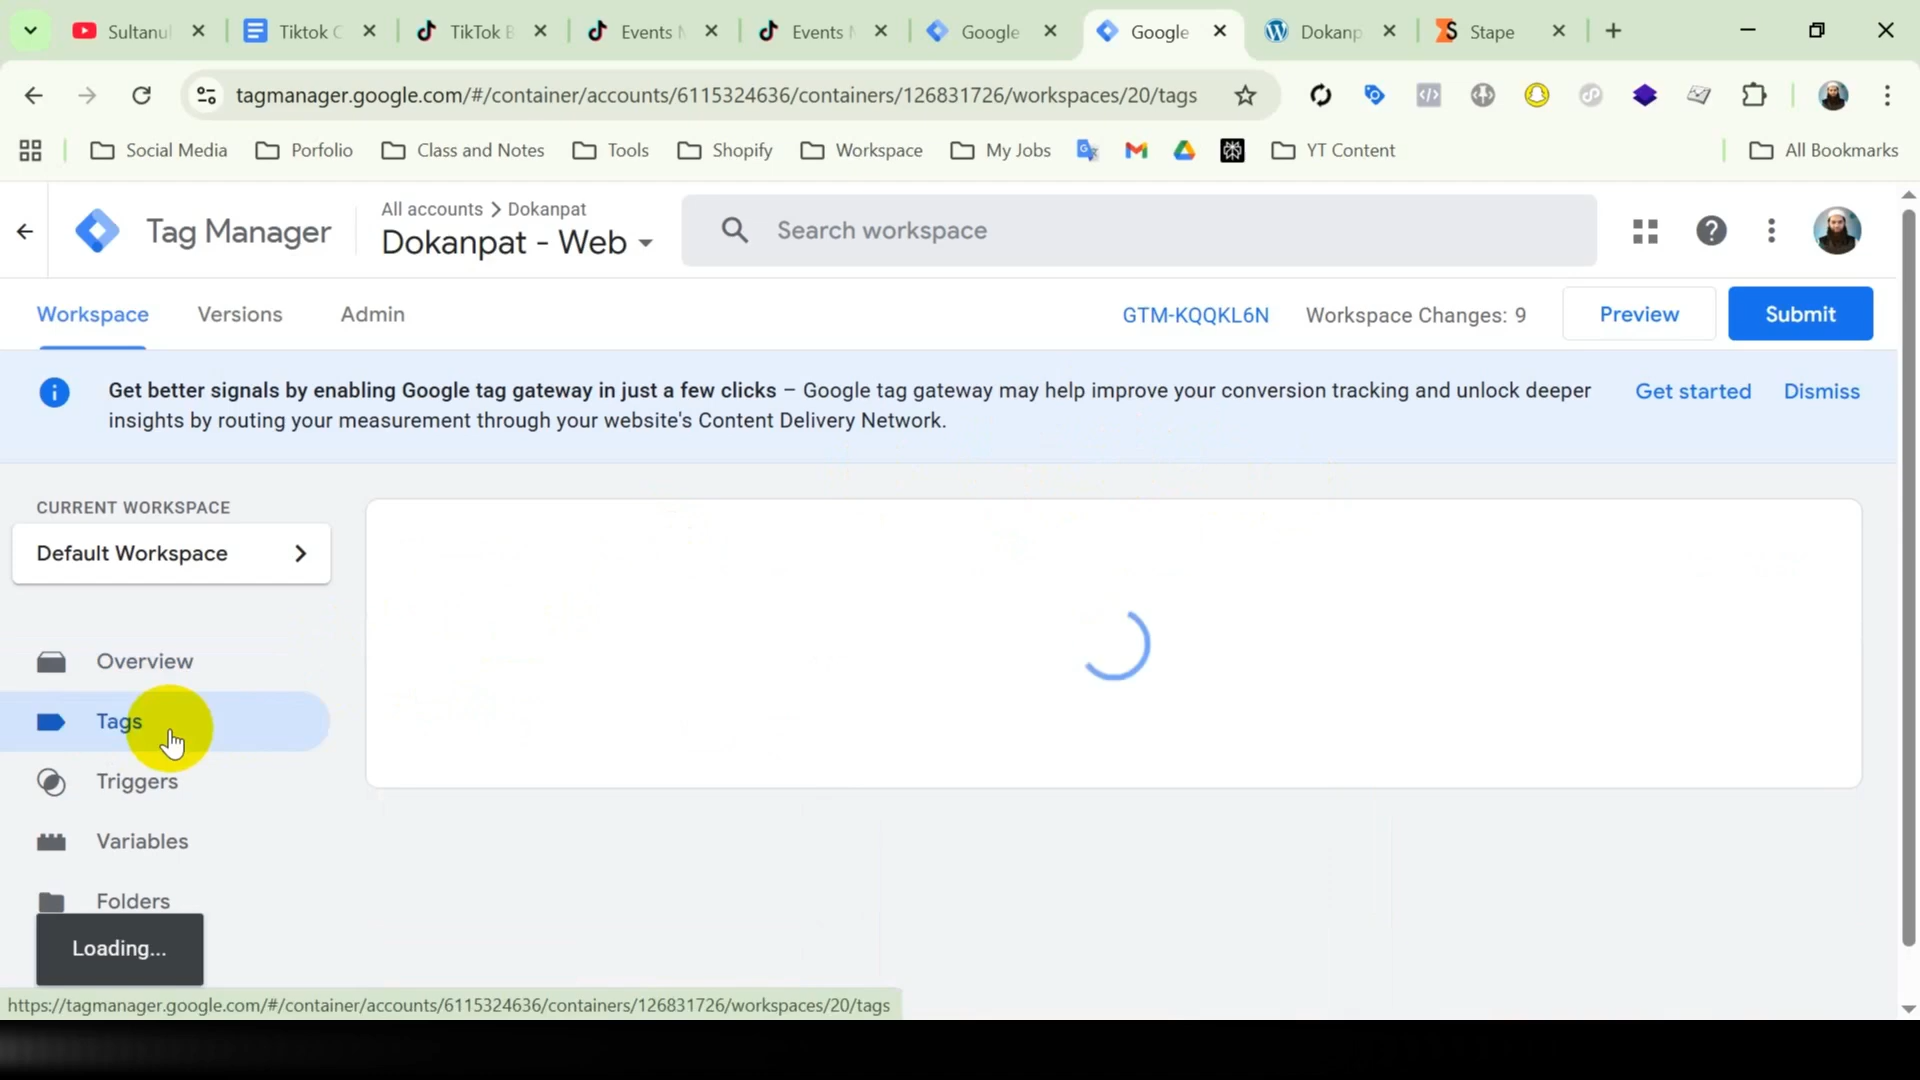 Sultanul
Tiktok C
TikTok B
Events M
Events M
Google
Google
Dokanp
Stape
tagmanager.google.com/#/container/accounts/6115324636/containers/126831726/workspaces/20/tags
Social Media
Porfolio
Class and Notes
Tools
Shopify
Workspace
My Jobs
YT Content
All Bookmarks
Tag Manager
All accounts > Dokanpat
Dokanpat - Web
Search workspace
Workspace
Versions
Admin
GTM-KQQKL6N
Workspace Changes: 9
Preview
Submit
Get better signals by enabling Google tag gateway in just a few clicks – Google tag gateway may help improve your conversion tracking and unlock deeper
insights by routing your measurement through your website's Content Delivery Network.
Get started
Dismiss
CURRENT WORKSPACE
Default Workspace
Overview
Tags
Triggers
Variables
Folders
Loading...
https://tagmanager.google.com/#/container/accounts/6115324636/containers/126831726/workspaces/20/tags